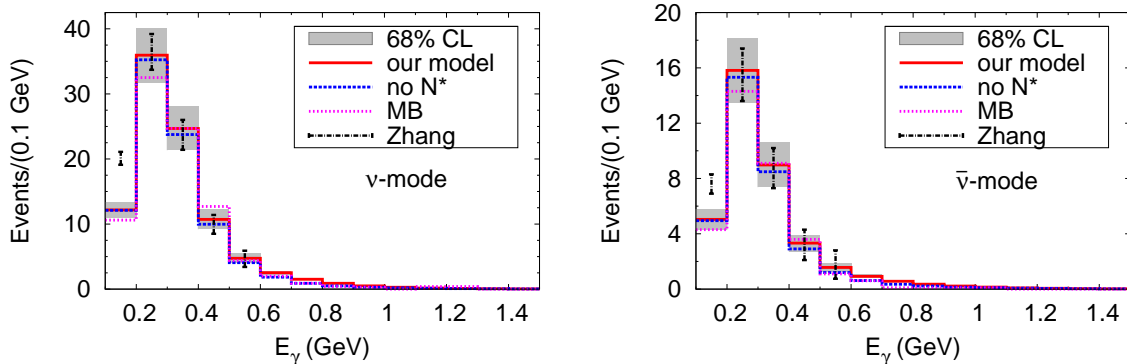 Events/(0.1 GeV)
40
30
20
10
0
0.2 0.4 0.6 0.8 1 1.2 1.4
Eγ (GeV)
68% CL
our model
no N*
MB
Zhang
ν-mode
Events/(0.1 GeV)
20
16
12
8
4
0
0.2 0.4 0.6 0.8 1 1.2 1.4
Eγ (GeV)
68% CL
our model
no N*
MB
Zhang
ν̄-mode